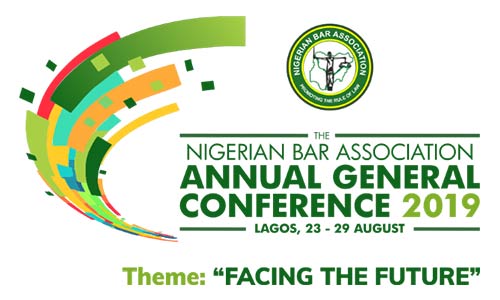 NIGERIAN BAR ASSOCIATION
PROMOTING THE RULE OF LAW
THE
NIGERIAN BAR ASSOCIATION
ANNUAL GENERAL
CONFERENCE 2019
LAGOS, 23 - 29 AUGUST
Theme: “FACING THE FUTURE”